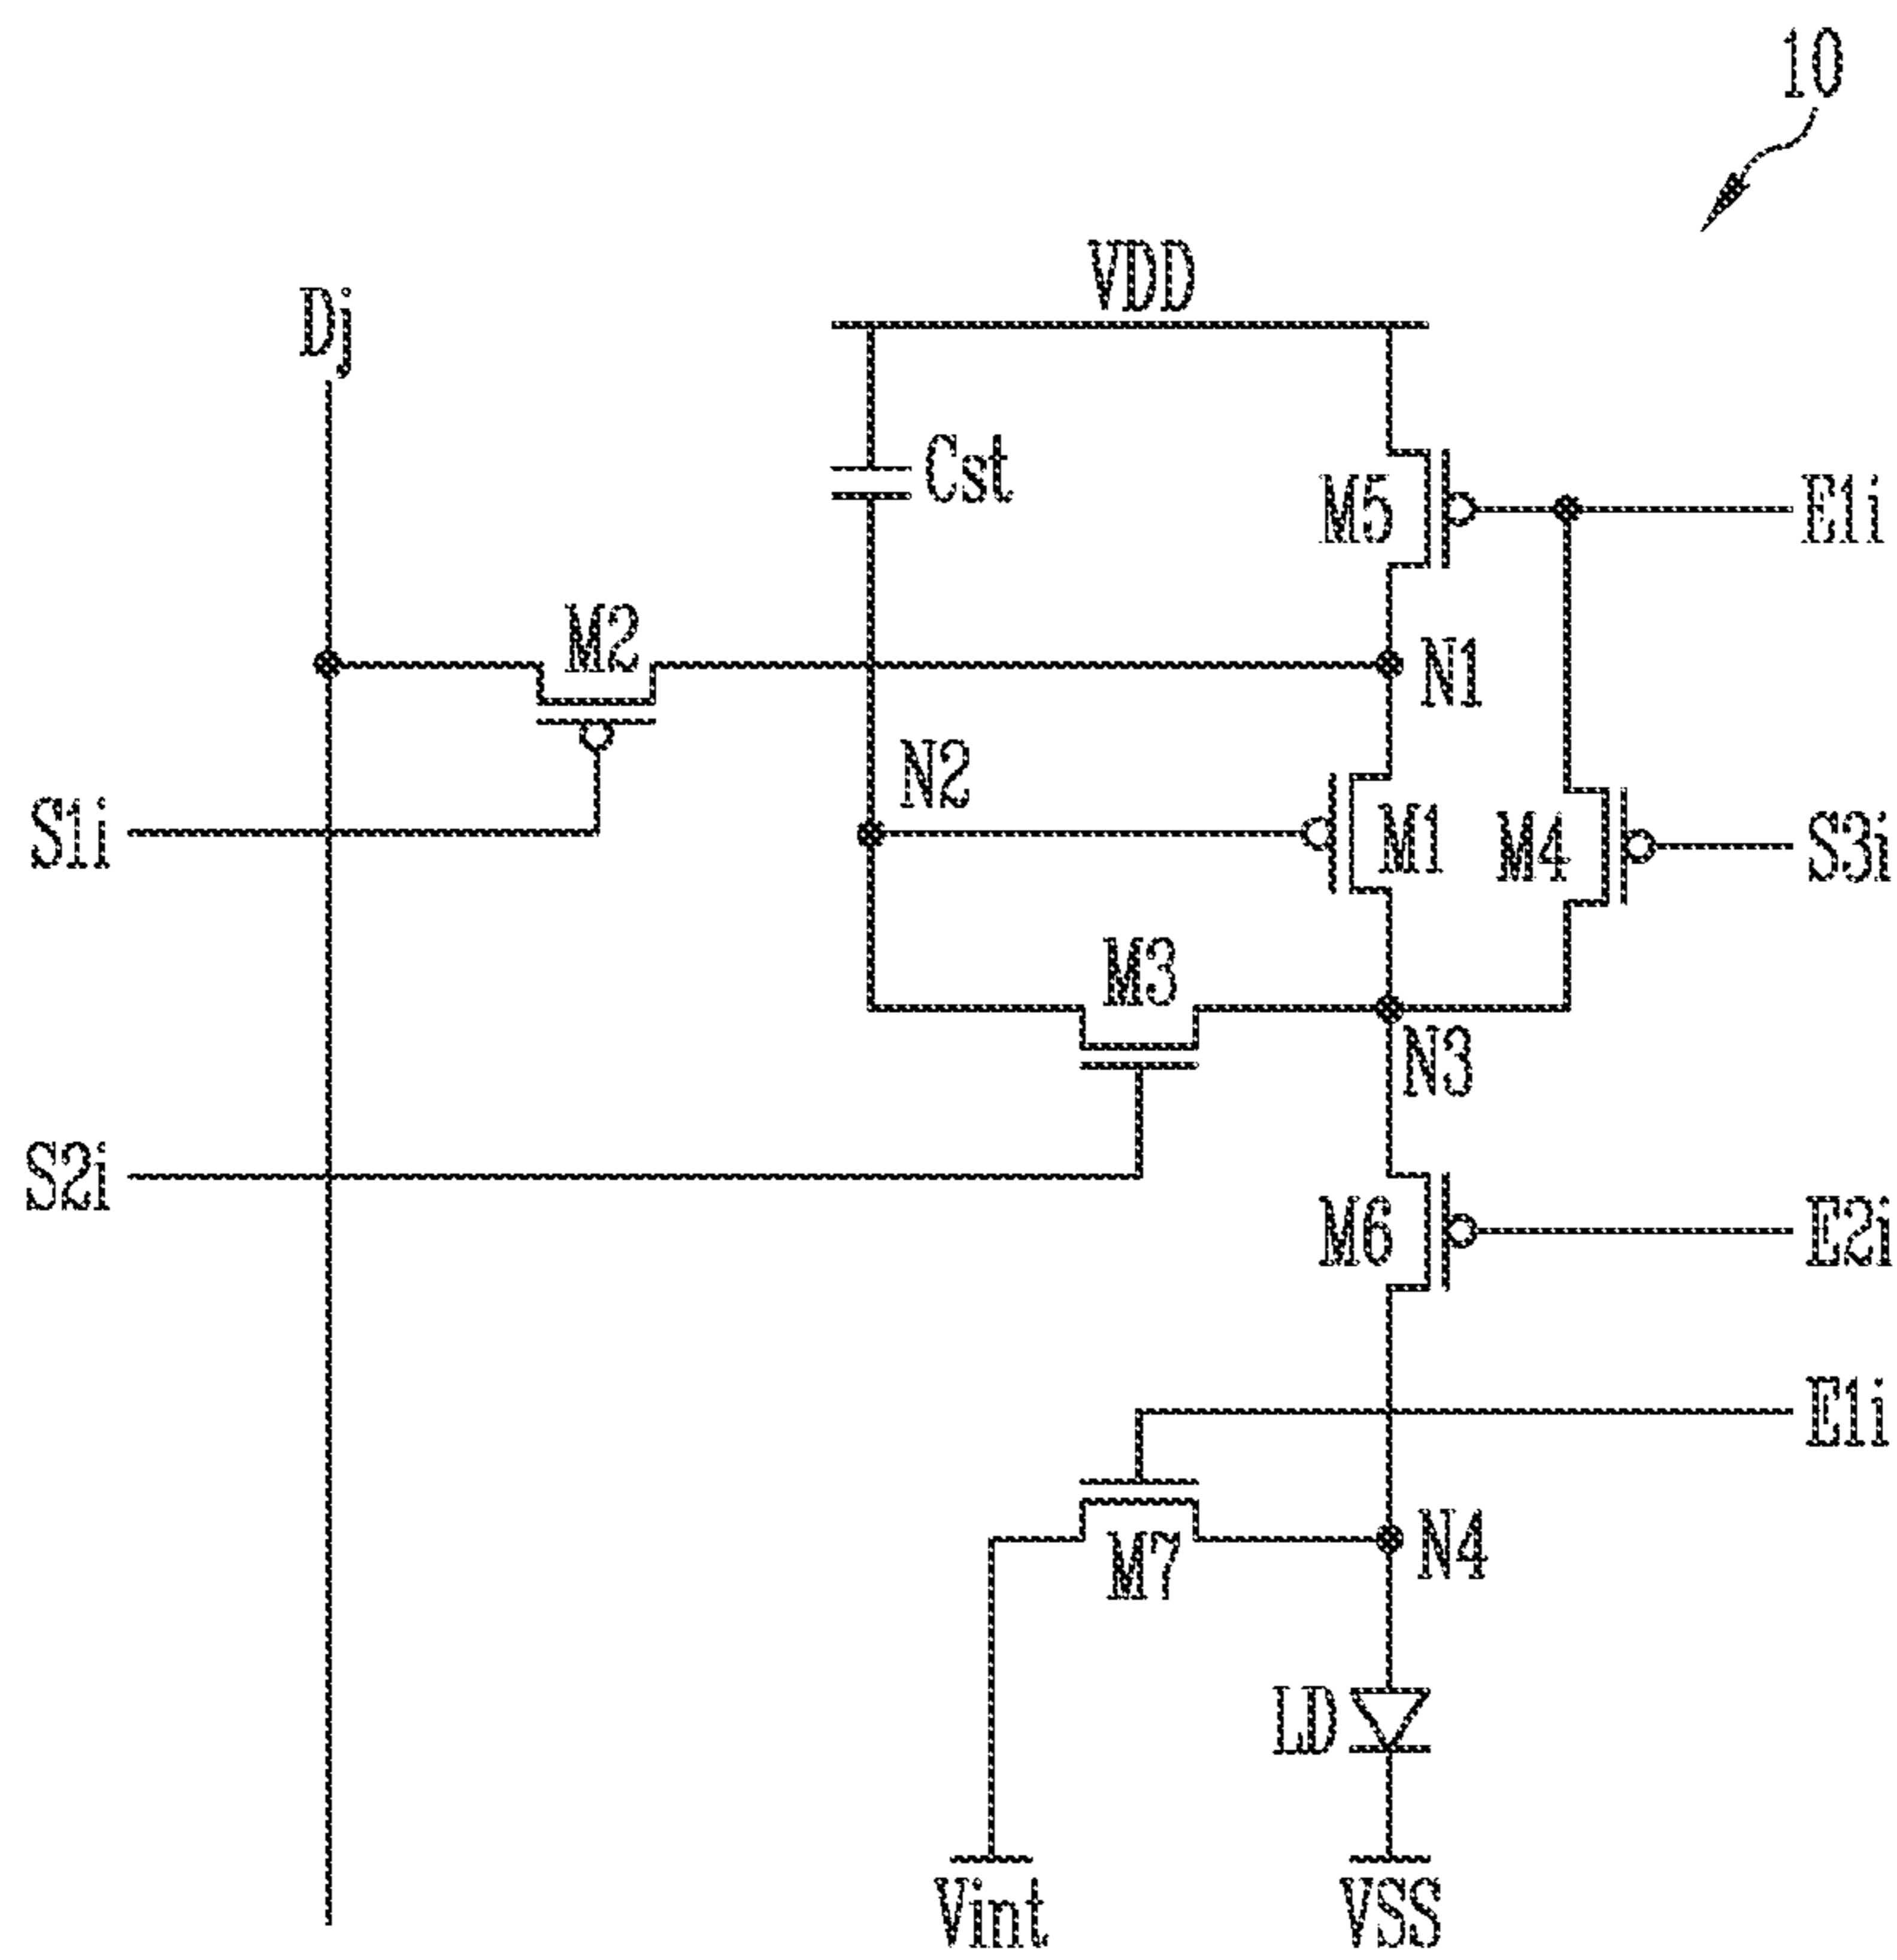 10
VDD
Dj
Cst
M5
E1i
M2
N1
N2
S1i
M1
M4
S3i
M3
N3
S2i
M6
E2i
E1i
M7
N4
LD
Vint
VSS